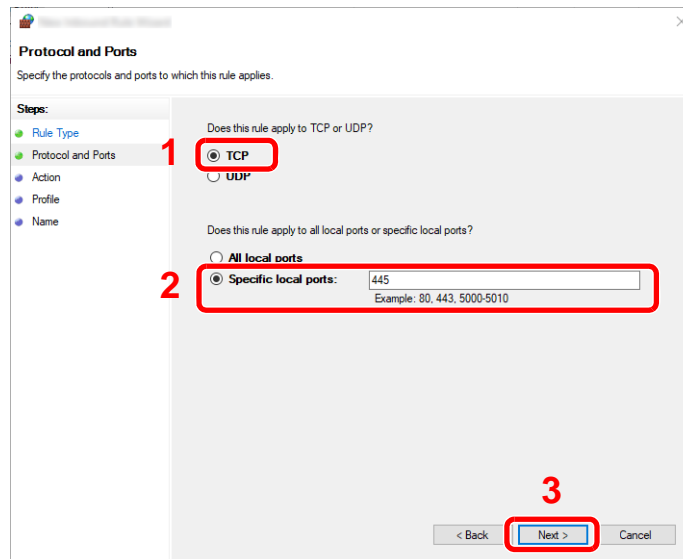 Protocol and Ports
Specify the protocols and ports to which this rule applies.
Steps:
Rule Type
Protocol and Ports
Action
Profile
Name
Does this rule apply to TCP or UDP?
1
TCP
UDP
Does this rule apply to all local ports or specific local ports?
All local ports
2
Specific local ports:
445
Example: 80, 443, 5000-5010
3
< Back
Next >
Cancel